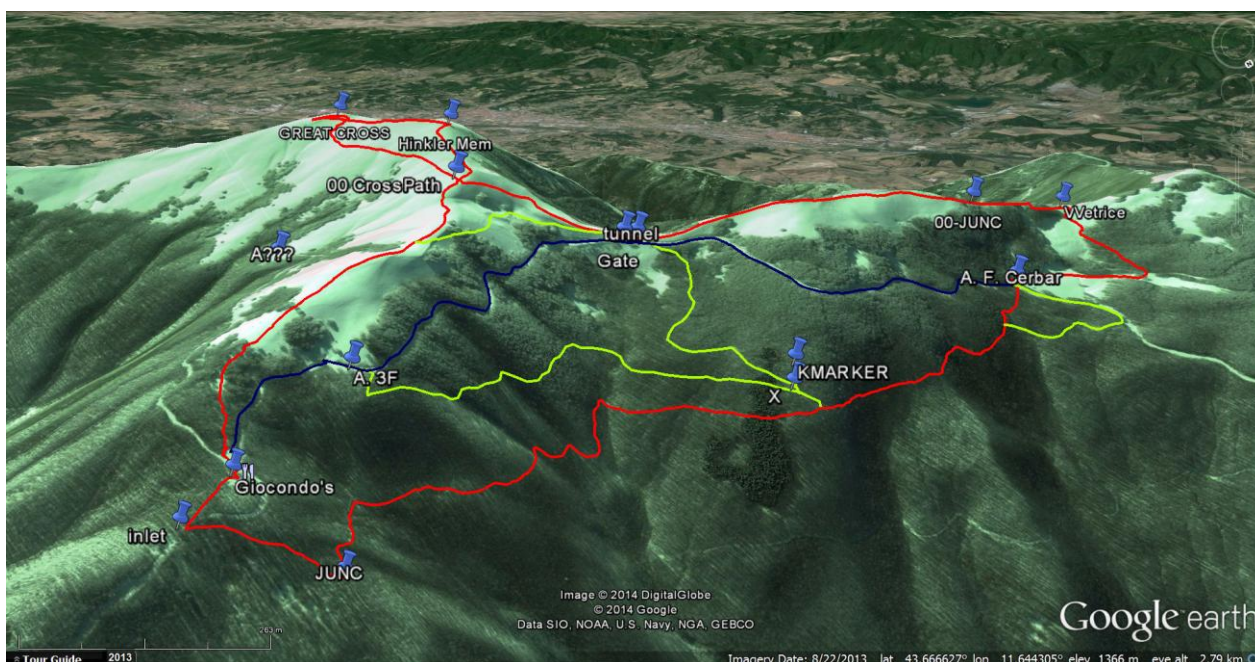 GREAT CROSS
Hinkler Mem
00 CrossPath
00-JUNC
VVetrice
A???
tunnel
Gate
A. F. Cerbar
A. 3F
KMARKER
X
Giocondo's
inlet
JUNC
Image © 2014 DigitalGlobe
© 2014 Google
Data SIO, NOAA, U.S. Navy, NGA, GEBCO
Google earth
263 m
Tour Guide
2013
Imagery Date: 8/22/2013 lat 43.666627° lon 11.644305° elev 1366 m eye alt 2.79 km